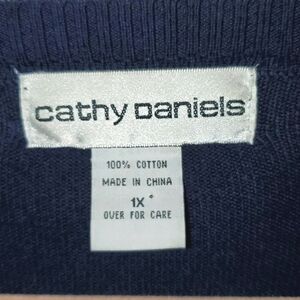 cathy Daniels
100% COTTON
MADE IN CHINA
1X
OVER FOR CARE